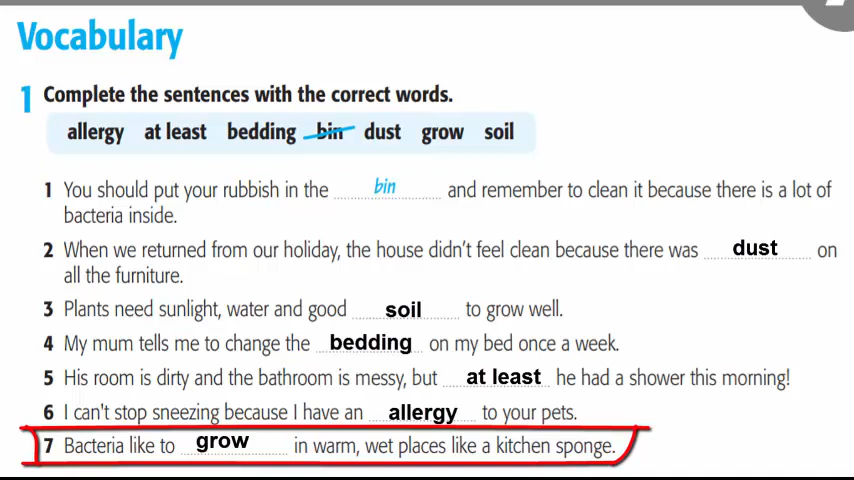 Vocabulary
1 Complete the sentences with the correct words.
allergy at least bedding bin dust grow soil
1 You should put your rubbish in the bin and remember to clean it because there is a lot of
bacteria inside.
2 When we returned from our holiday, the house didn't feel clean because there was dust on
all the furniture.
3 Plants need sunlight, water and good soil to grow well.
4 My mum tells me to change the bedding on my bed once a week.
5 His room is dirty and the bathroom is messy, but at least he had a shower this morning!
6 I can't stop sneezing because I have an allergy to your pets.
7 Bacteria like to grow in warm, wet places like a kitchen sponge.